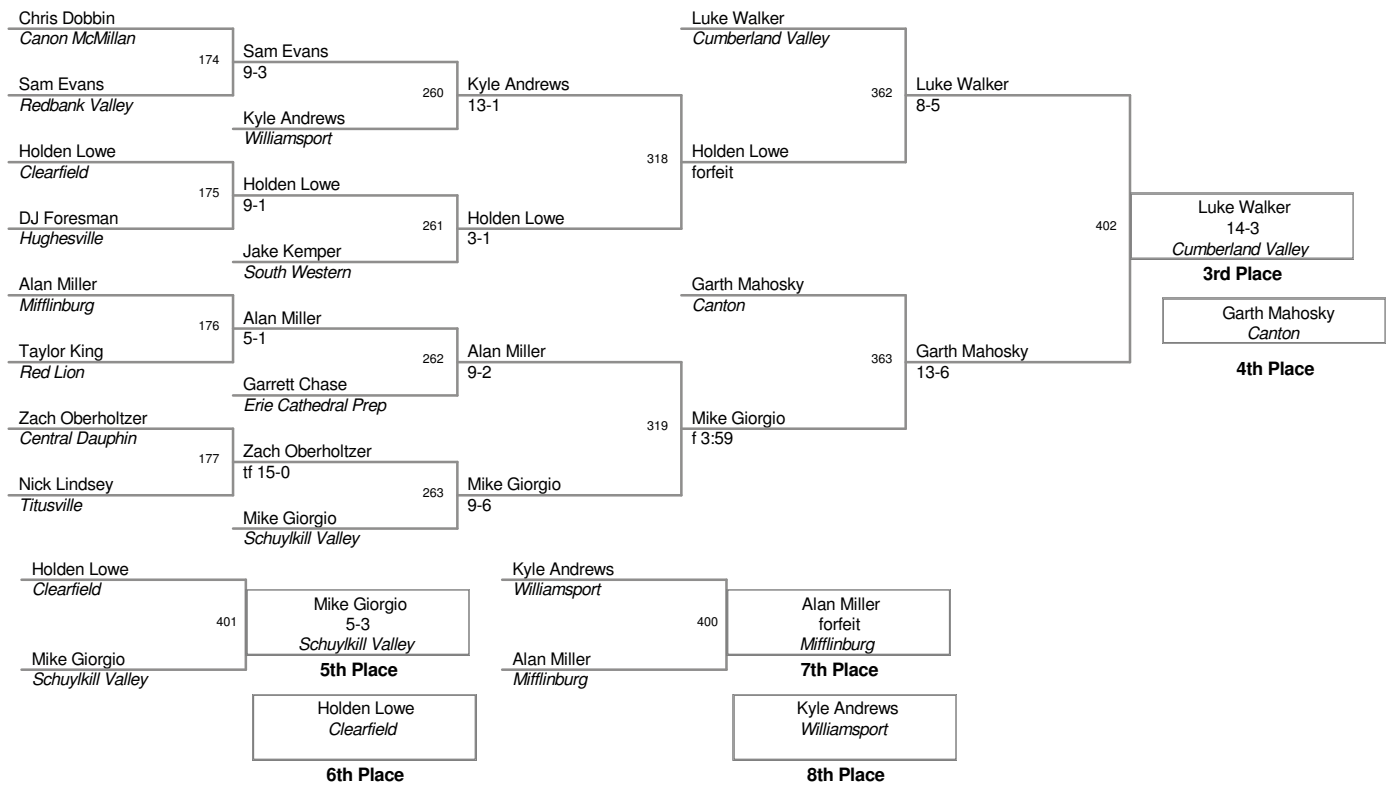 Chris Dobbin
Canon McMillan
174
Sam Evans
Redbank Valley
Holden Lowe
Clearfield
175
DJ Foresman
Hughesville
Alan Miller
Mifflinburg
176
Taylor King
Red Lion
Zach Oberholtzer
Central Dauphin
177
Nick Lindsey
Titusville
Sam Evans
9-3
260
Kyle Andrews
Williamsport
Holden Lowe
9-1
261
Jake Kemper
South Western
Alan Miller
5-1
262
Garrett Chase
Erie Cathedral Prep
Zach Oberholtzer
tf 15-0
263
Mike Giorgio
Schuylkill Valley
Kyle Andrews
13-1
318
Holden Lowe
3-1
Alan Miller
9-2
319
Mike Giorgio
9-6
Luke Walker
Cumberland Valley
362
Holden Lowe
forfeit
Garth Mahosky
Canton
363
Mike Giorgio
f 3:59
Luke Walker
8-5
402
Garth Mahosky
13-6
Luke Walker
14-3
Cumberland Valley
3rd Place
Garth Mahosky
Canton
4th Place
Holden Lowe
Clearfield
401
Mike Giorgio
Schuylkill Valley
Mike Giorgio
5-3
Schuylkill Valley
5th Place
Holden Lowe
Clearfield
6th Place
Kyle Andrews
Williamsport
400
Alan Miller
Mifflinburg
Alan Miller
forfeit
Mifflinburg
7th Place
Kyle Andrews
Williamsport
8th Place